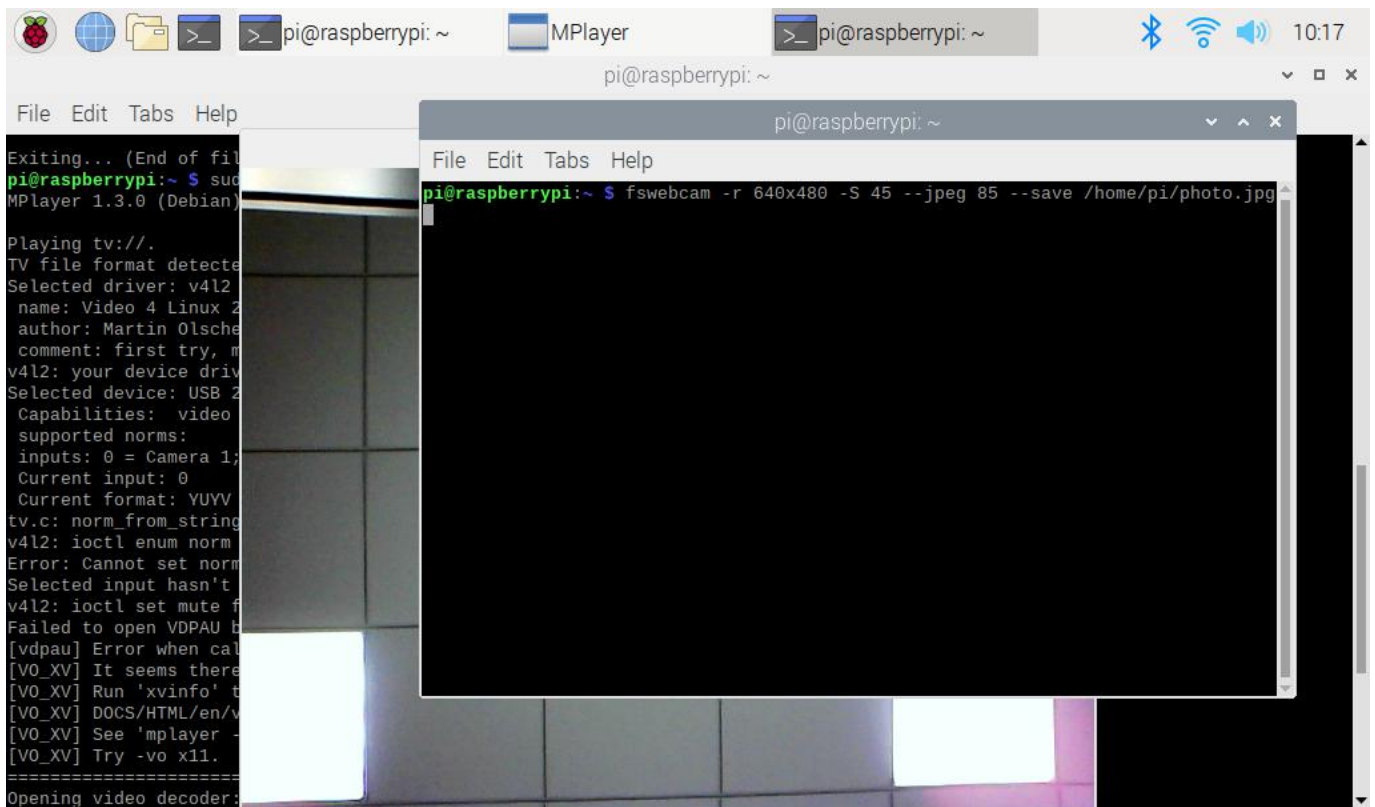 pi@raspberrypi: ~
MPlayer
pi@raspberrypi: ~
10:17
pi@raspberrypi: ~
File Edit Tabs Help
Exiting... (End of fil
pi@raspberrypi:~ $ sud
MPlayer 1.3.0 (Debian)
Playing tv://.
TV file format detecte
Selected driver: v4l2
name: Video 4 Linux 2
author: Martin Olsche
comment: first try, m
v4l2: your device driv
Selected device: USB 2
Capabilities: video
supported norms:
inputs: 0 = Camera 1;
Current input: 0
Current format: YUYV
tv.c: norm_from_string
v4l2: ioctl enum norm
Error: Cannot set norm
Selected input hasn't
v4l2: ioctl set mute f
Failed to open VDPAU b
[vdpau] Error when cal
[VO_XV] It seems there
[VO_XV] Run 'xvinfo' t
[VO_XV] DOCS/HTML/en/v
[VO_XV] See 'mplayer -
[VO_XV] Try -vo x11.
==========================
Opening video decoder:
pi@raspberrypi: ~
File Edit Tabs Help
pi@raspberrypi:~ $ fswebcam -r 640x480 -S 45 --jpeg 85 --save /home/pi/photo.jpg